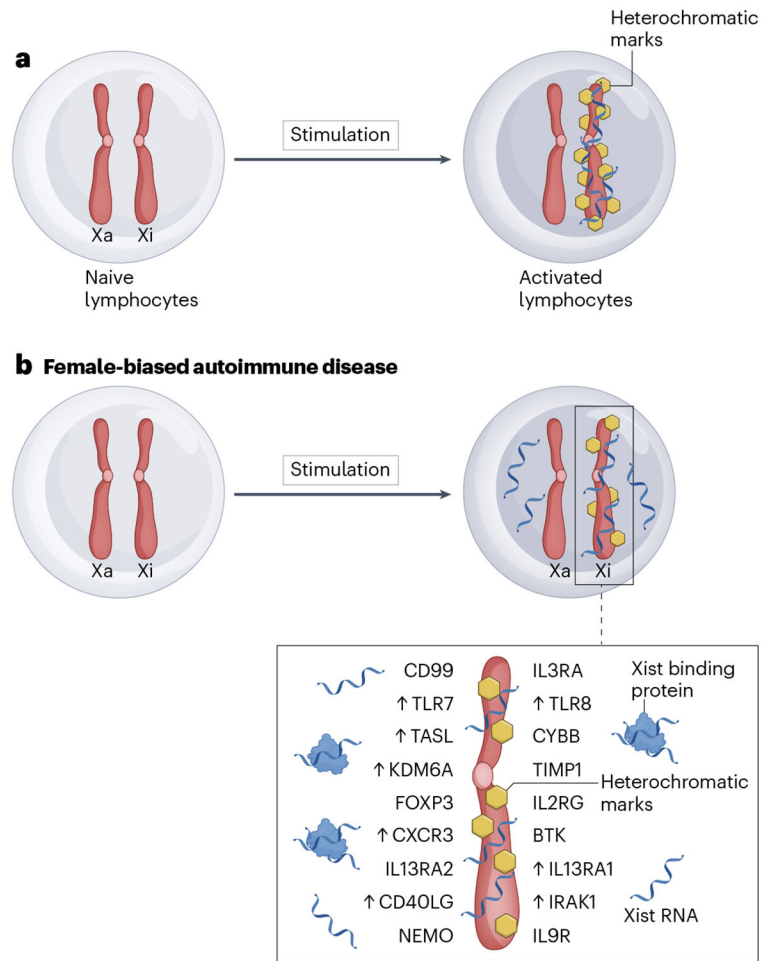 Heterochromatic
marks
a
Stimulation
Xa Xi
Naive
lymphocytes
Activated
lymphocytes
b Female-biased autoimmune disease
Stimulation
Xa Xi
Xa Xi
CD99
↑ TLR7
↑ TASL
↑ KDM6A
FOXP3
↑ CXCR3
IL13RA2
↑ CD40LG
NEMO
IL3RA
↑ TLR8
CYBB
TIMP1
IL2RG
BTK
↑ IL13RA1
↑ IRAK1
IL9R
Xist binding
protein
Heterochromatic
marks
Xist RNA